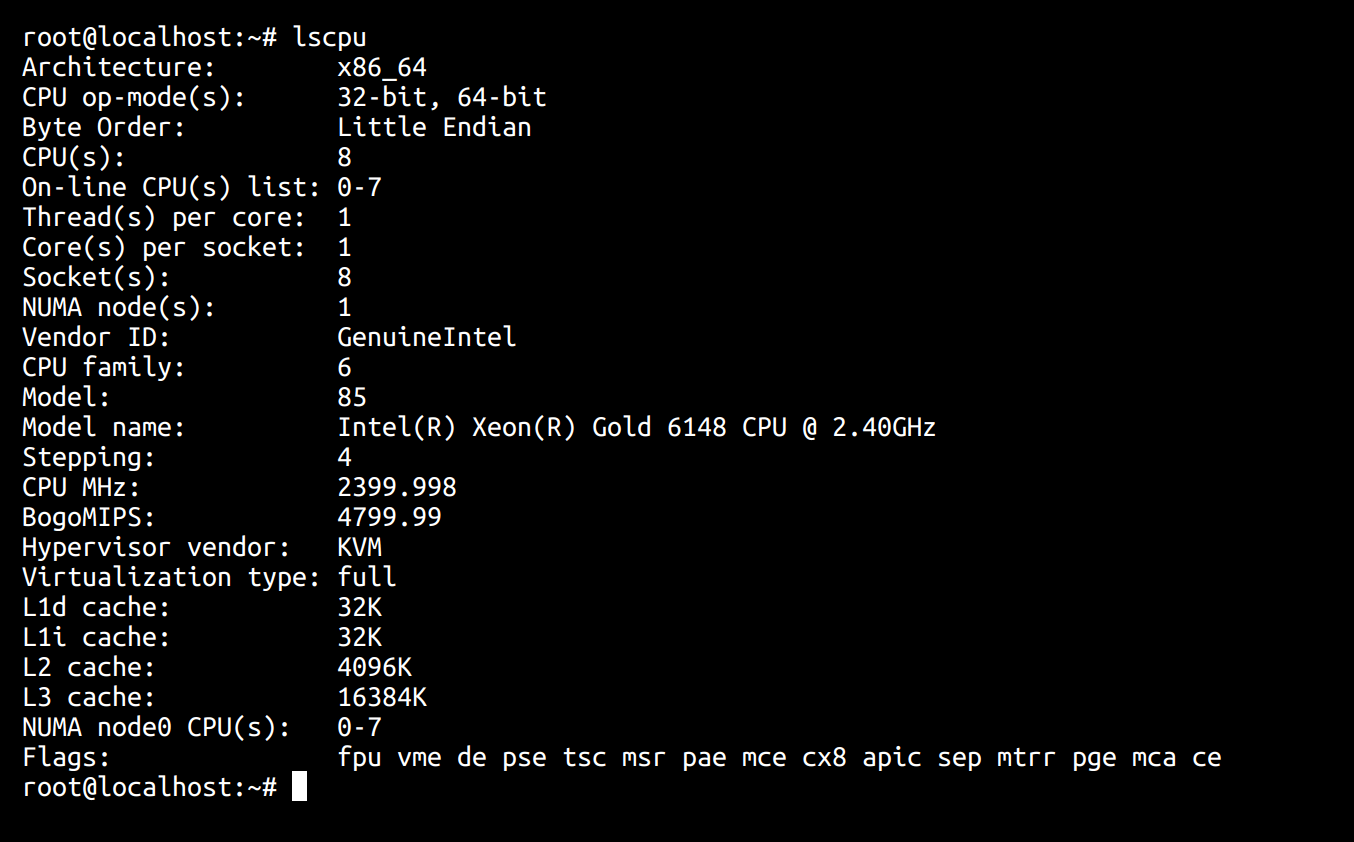 root@localhost:~# lscpu
Architecture:        x86_64
CPU op-mode(s):      32-bit, 64-bit
Byte Order:          Little Endian
CPU(s):              8
On-line CPU(s) list: 0-7
Thread(s) per core:  1
Core(s) per socket:  1
Socket(s):           8
NUMA node(s):        1
Vendor ID:           GenuineIntel
CPU family:          6
Model:               85
Model name:          Intel(R) Xeon(R) Gold 6148 CPU @ 2.40GHz
Stepping:            4
CPU MHz:             2399.998
BogoMIPS:            4799.99
Hypervisor vendor:   KVM
Virtualization type: full
L1d cache:           32K
L1i cache:           32K
L2 cache:            4096K
L3 cache:            16384K
NUMA node0 CPU(s):   0-7
Flags:               fpu vme de pse tsc msr pae mce cx8 apic sep mtrr pge mca ce
root@localhost:~#